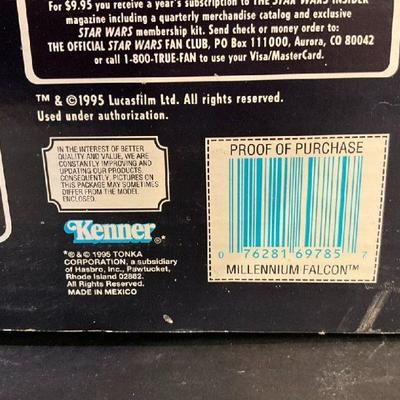 For $9.95 you receive a year's subscription to THE STAR WARS INSIDER
magazine including a quarterly merchandise catalog and exclusive
STAR WARS membership kit. Send check or money order to:
THE OFFICIAL STAR WARS FAN CLUB, PO Box 111000, Aurora, CO 80042
or call 1-800-TRUE-FAN to use your Visa/MasterCard.
TM & ©1995 Lucasfilm Ltd. All rights reserved.
Used under authorization.
IN THE INTEREST OF BETTER
QUALITY AND VALUE, WE ARE
CONSTANTLY IMPROVING AND
UPDATING OUR PRODUCTS.
CONSEQUENTLY, PICTURES ON
THIS PACKAGE MAY SOMETIMES
DIFFER FROM THE MODEL
ENCLOSED.
Kenner®
*®& © 1995 TONKA
CORPORATION, a subsidiary
of Hasbro, Inc., Pawtucket,
Rhode Island 02862.
All Rights Reserved.
MADE IN MEXICO
PROOF OF PURCHASE
0 76281 69785 7
MILLENNIUM FALCON™